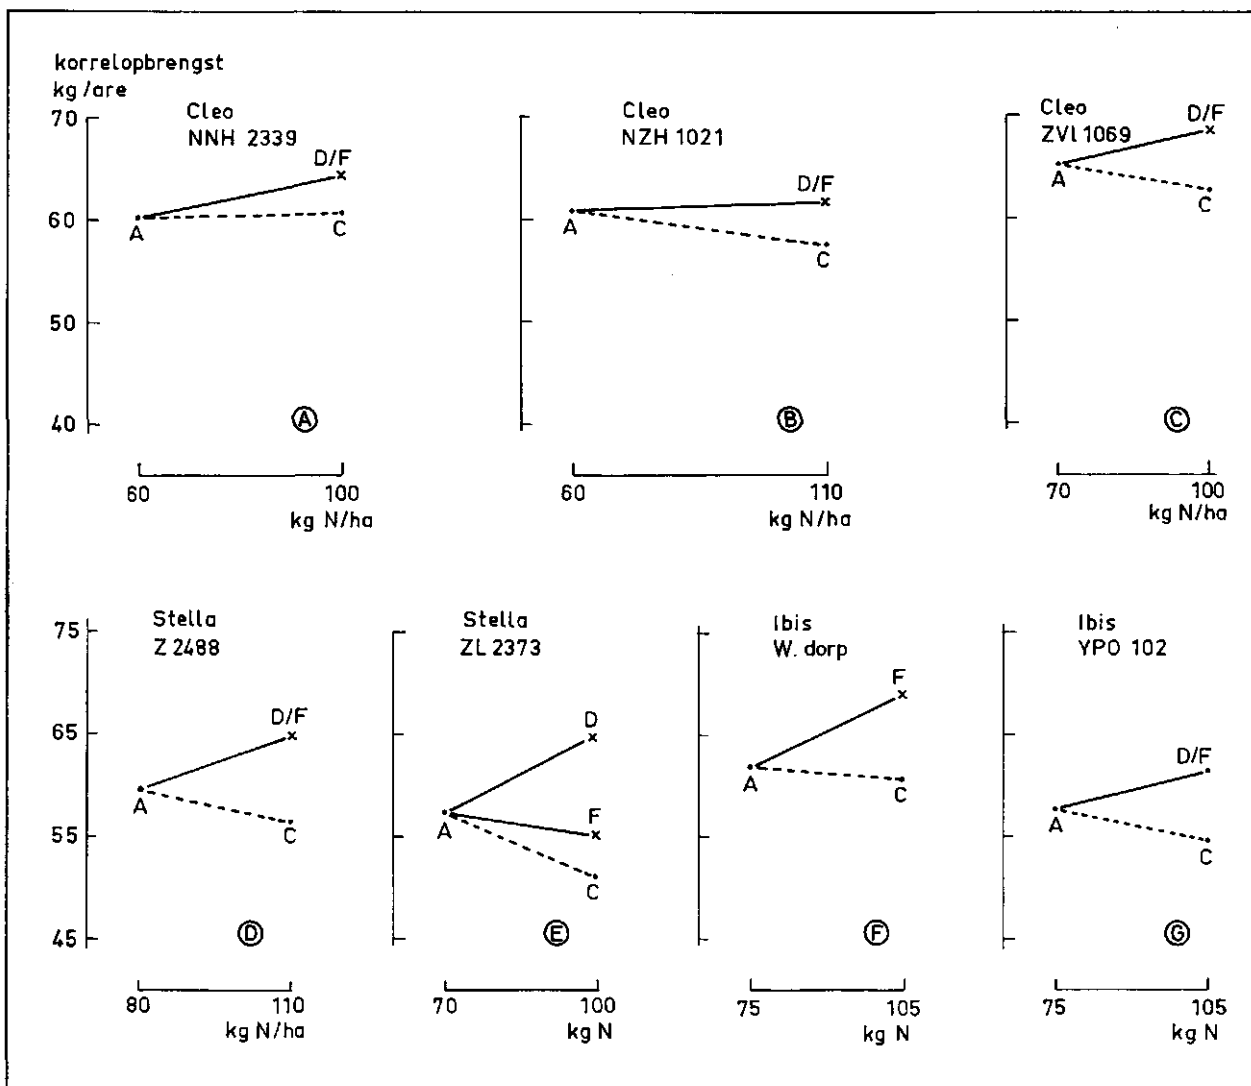 korrelopbrengst
kg/are
Cleo
NNH 2339
Cleo
NZH 1021
Cleo
ZVl 1069
70
60
50
40
D/F
A
C
D/F
A
C
D/F
A
C
A
B
C
60 100
kg N/ha
60 110
kg N/ha
70 100
kg N/ha
Stella
Z 2488
Stella
ZL 2373
Ibis
W. dorp
Ibis
YPO 102
75
65
55
45
D/F
A
C
D
F
A
C
F
A
C
D/F
A
C
D
E
F
G
80 110
kg N/ha
70 100
kg N
75 105
kg N
75 105
kg N